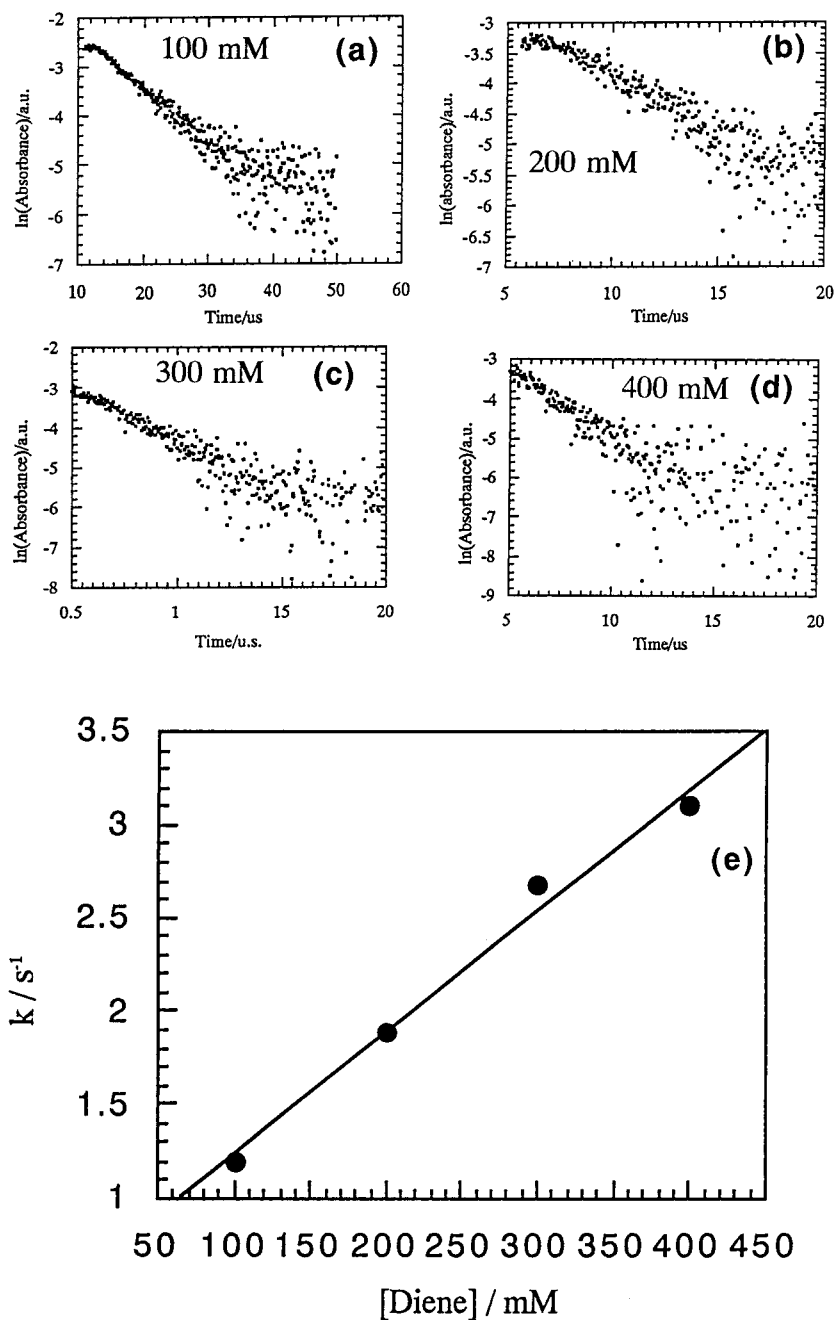 100 mM
(a)
-2
-3
-4
-5
-6
-7
ln(Absorbance)/a.u.
10 20 30 40 50 60
Time/us
(b)
200 mM
-3
-3.5
-4
-4.5
-5
-5.5
-6
-6.5
-7
ln(absorbance)/a.u.
5 10 15 20
Time/us
300 mM
(c)
-2
-3
-4
-5
-6
-7
-8
ln(Absorbance)/a.u.
0.5 1 15 20
Time/u.s.
400 mM
(d)
-3
-4
-5
-6
-7
-8
-9
ln(Absorbance)/a.u.
5 10 15 20
Time/us
3.5
3
2.5
2
1.5
1
k / s-1
(e)
50 100 150 200 250 300 350 400 450
[Diene] / mM